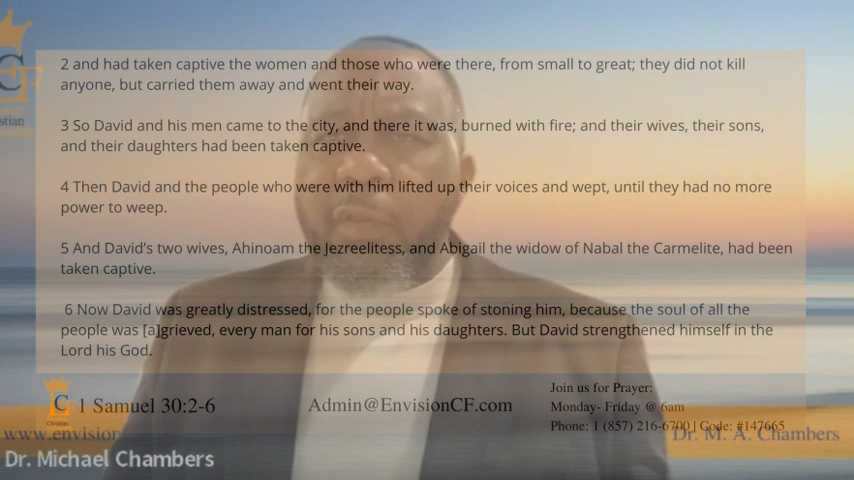 2 and had taken captive the women and those who were there, from small to great; they did not kill
anyone, but carried them away and went their way.
3 So David and his men came to the city, and there it was, burned with fire; and their wives, their sons,
and their daughters had been taken captive.
4 Then David and the people who were with him lifted up their voices and wept, until they had no more
power to weep.
5 And David’s two wives, Ahinoam the Jezreelitess, and Abigail the widow of Nabal the Carmelite, had been
taken captive.
6 Now David was greatly distressed, for the people spoke of stoning him, because the soul of all the
people was [a]grieved, every man for his sons and his daughters. But David strengthened himself in the
Lord his God.
1 Samuel 30:2-6
Admin@EnvisionCF.com
Join us for Prayer:
Monday- Friday @ 6am
Phone: 1 (857) 216-6700 | Code: #147665
www.envision
Dr. M. A. Chambers
Dr. Michael Chambers